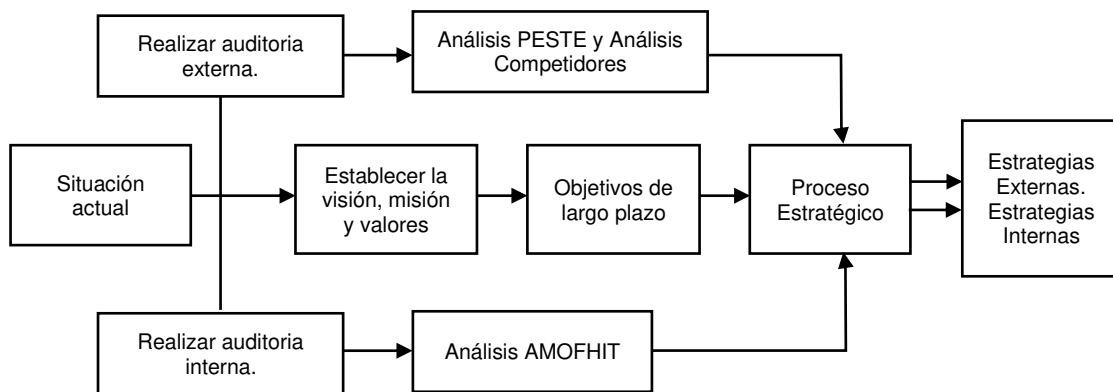 Realizar auditoria
externa.
Análisis PESTE y Análisis
Competidores
Situación
actual
Establecer la
visión, misión
y valores
Objetivos de
largo plazo
Proceso
Estratégico
Estrategias
Externas.
Estrategias
Internas
Realizar auditoria
interna.
Análisis AMOFHIT